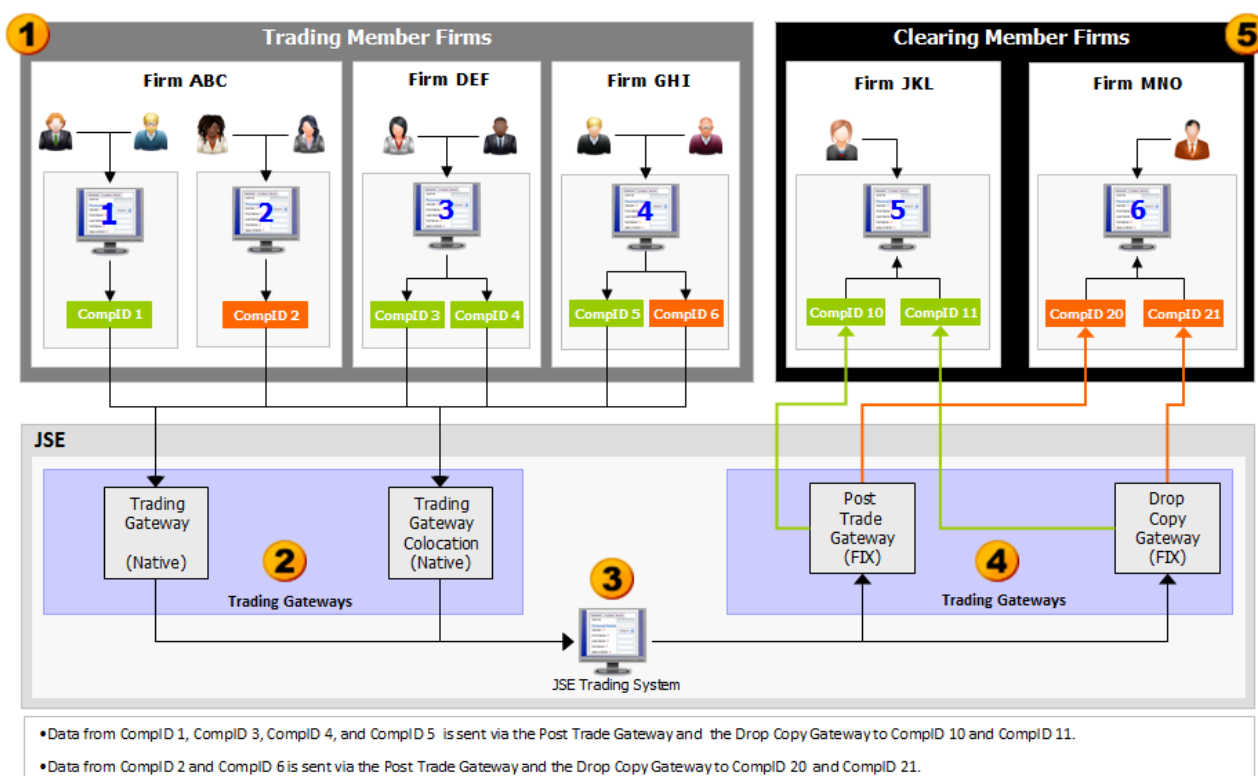 1
Trading Member Firms
Clearing Member Firms
5
Firm ABC
Firm DEF
Firm GHI
Firm JKL
Firm MNO
1
2
3
4
5
6
CompID 1
CompID 2
CompID 3
CompID 4
CompID 5
CompID 6
CompID 10
CompID 11
CompID 20
CompID 21
JSE
Trading
Gateway
(Native)
2
Trading Gateways
Trading
Gateway
Colocation
(Native)
3
JSE Trading System
Post
Trade
Gateway
(FIX)
4
Trading Gateways
Drop
Copy
Gateway
(FIX)
•Data from CompID 1, CompID 3, CompID 4, and CompID 5 is sent via the Post Trade Gateway and the Drop Copy Gateway to CompID 10 and CompID 11.
•Data from CompID 2 and CompID 6 is sent via the Post Trade Gateway and the Drop Copy Gateway to CompID 20 and CompID 21.